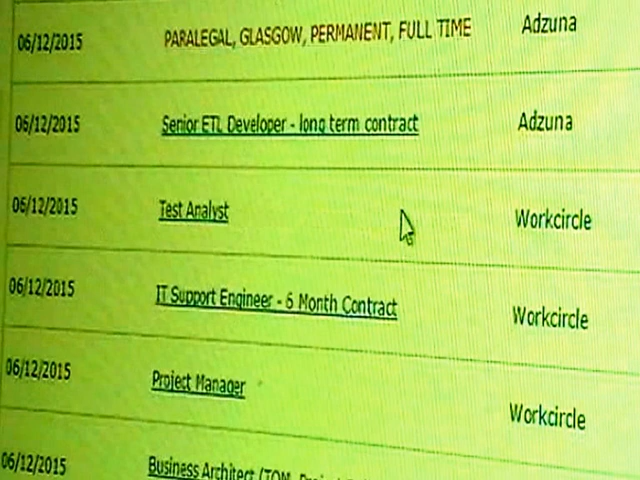 06/12/2015 PARALEGAL, GLASGOW, PERMANENT, FULL TIME Adzuna
06/12/2015 Senior ETL Developer - long term contract Adzuna
06/12/2015 Test Analyst Workcircle
06/12/2015 IT Support Engineer - 6 Month Contract Workcircle
06/12/2015 Project Manager Workcircle
06/12/2015 Business Architect (TOM, Project